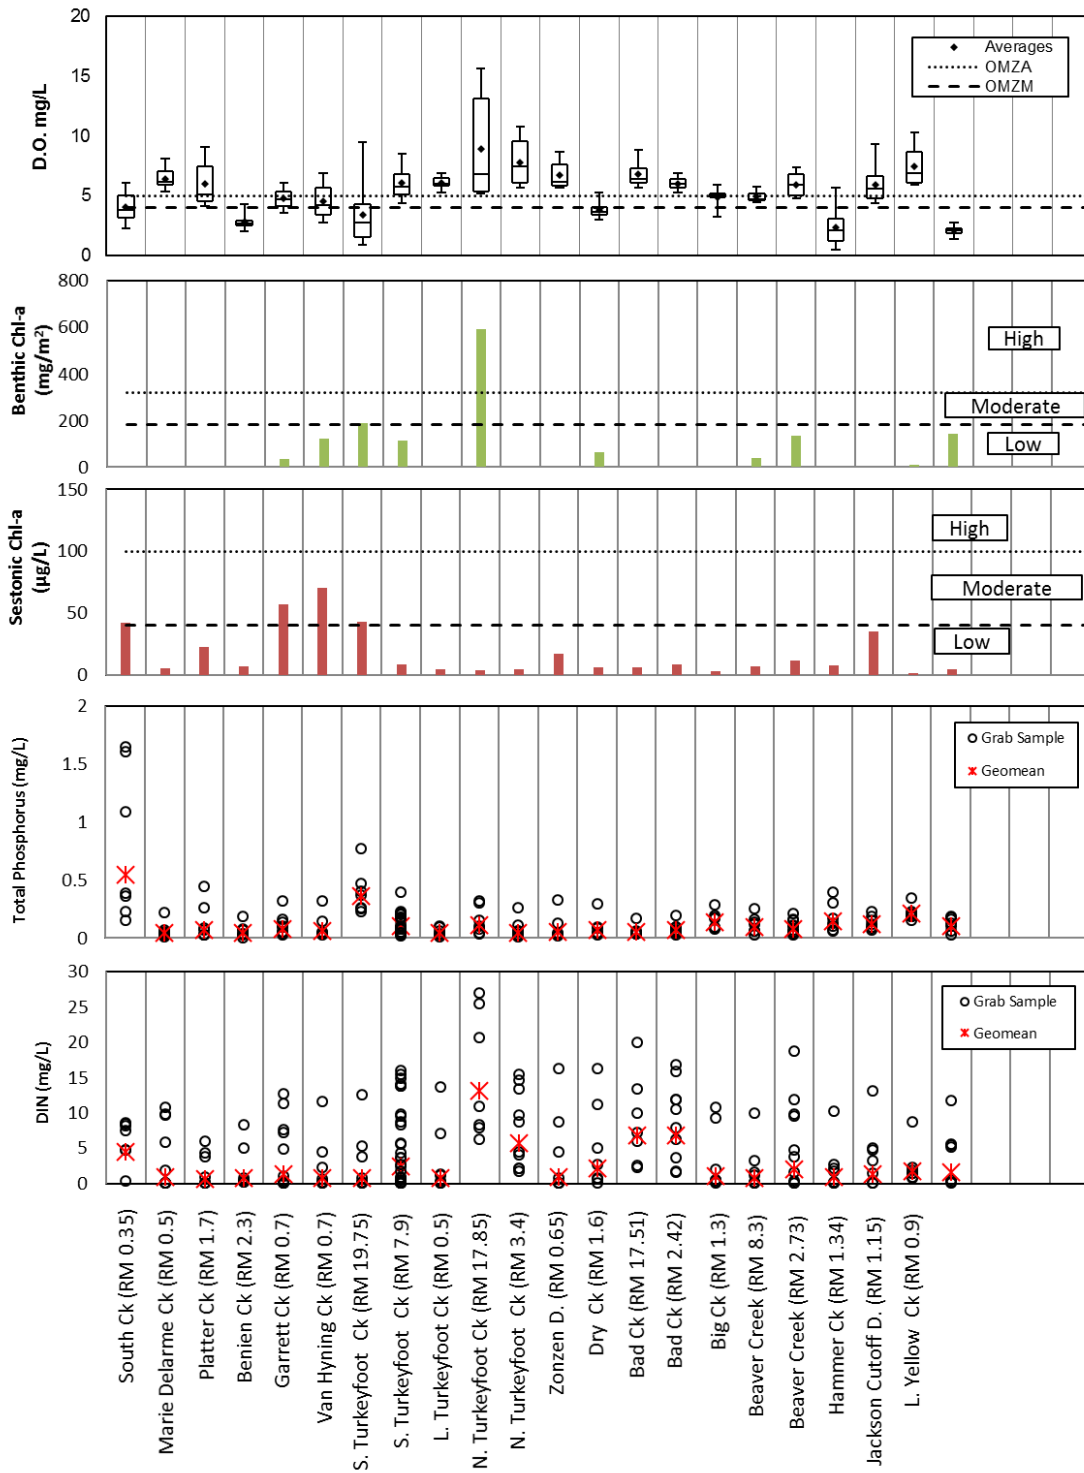 20
15
10
5
0
D.O. mg/L
Averages
OMZA
OMZM
800
600
400
200
0
Benthic Chl-a
(mg/m²)
High
Moderate
Low
150
100
50
0
Sestonic Chl-a
(µg/L)
High
Moderate
Low
2
1.5
1
0.5
0
Total Phosphorus (mg/L)
Grab Sample
Geomean
30
25
20
15
10
5
0
DIN (mg/L)
Grab Sample
Geomean
South Ck (RM 0.35)
Marie Delarme Ck (RM 0.5)
Platter Ck (RM 1.7)
Benien Ck (RM 2.3)
Garrett Ck (RM 0.7)
Van Hyning Ck (RM 0.7)
S. Turkeyfoot Ck (RM 19.75)
S. Turkeyfoot Ck (RM 7.9)
L. Turkeyfoot Ck (RM 0.5)
N. Turkeyfoot Ck (RM 17.85)
N. Turkeyfoot Ck (RM 3.4)
Zonzen D. (RM 0.65)
Dry Ck (RM 1.6)
Bad Ck (RM 17.51)
Bad Ck (RM 2.42)
Big Ck (RM 1.3)
Beaver Creek (RM 8.3)
Beaver Creek (RM 2.73)
Hammer Ck (RM 1.34)
Jackson Cutoff D. (RM 1.15)
L. Yellow Ck (RM 0.9)